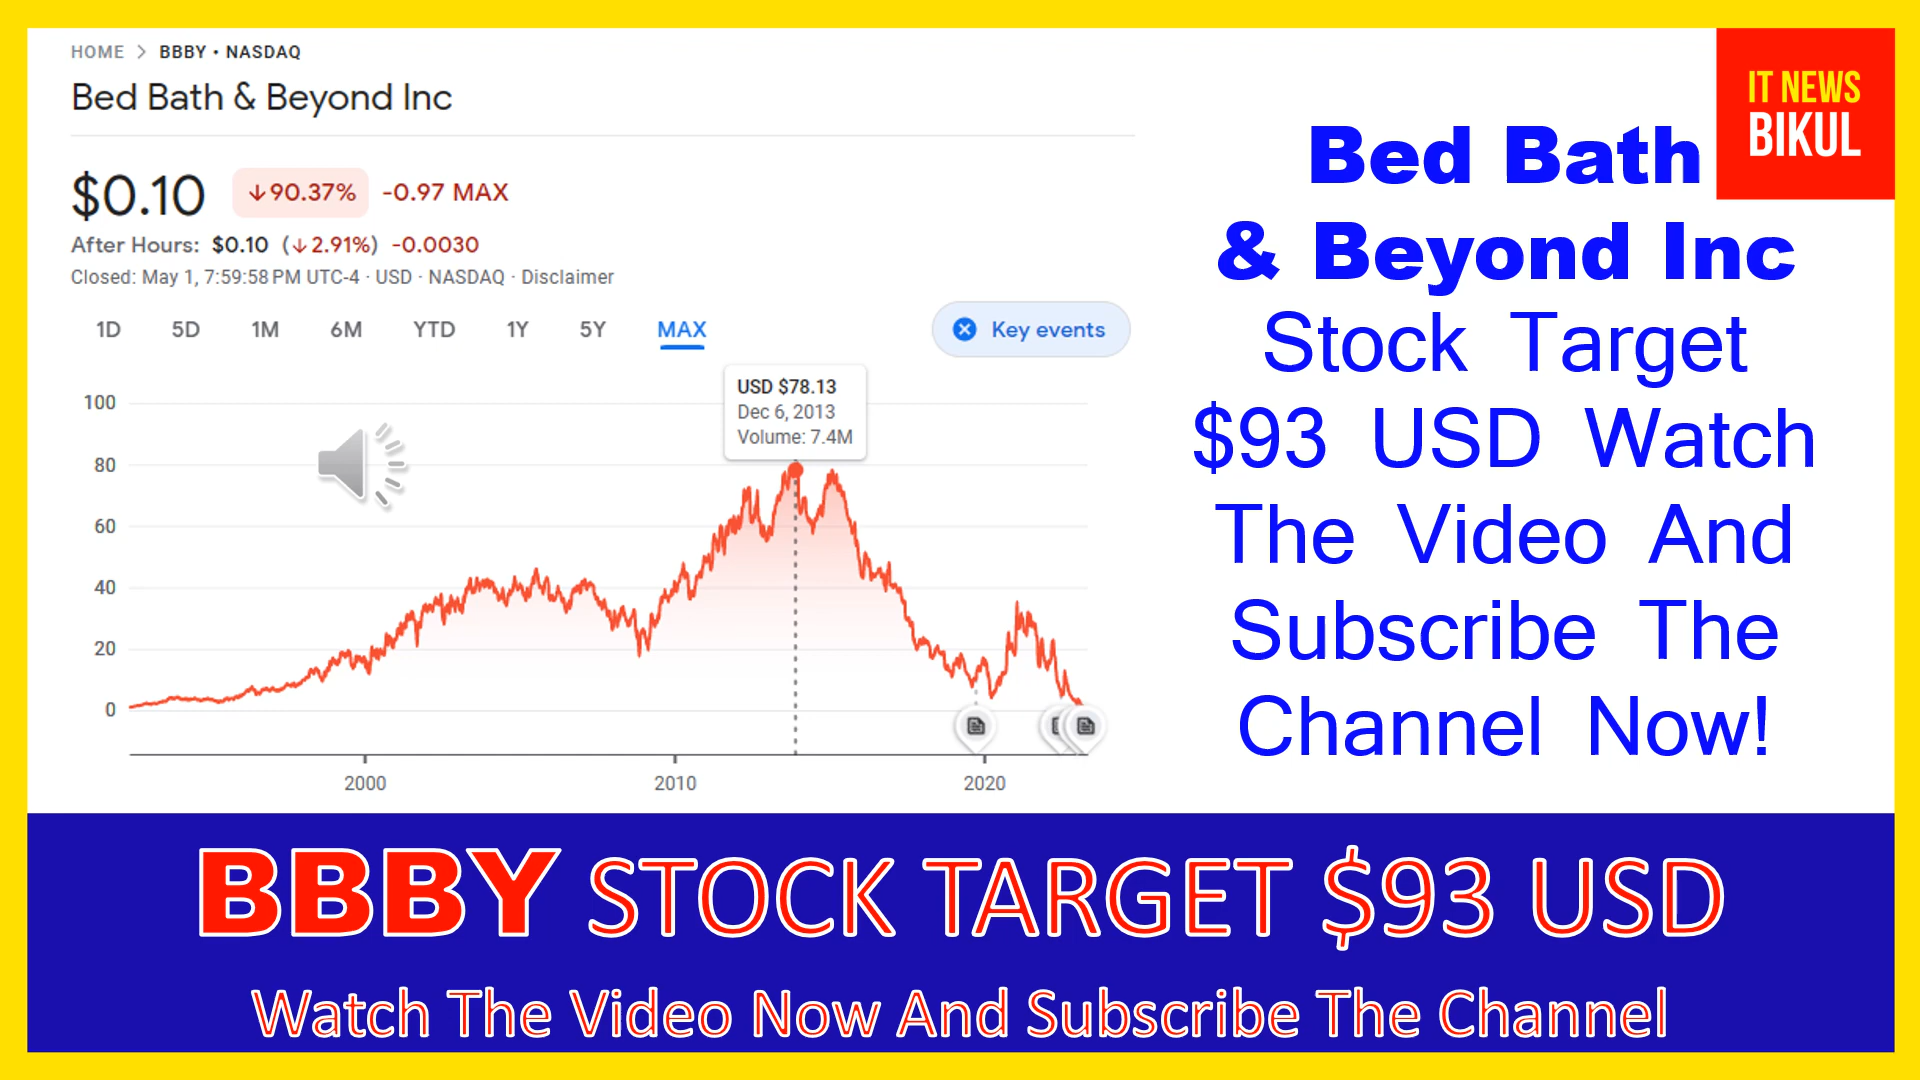 HOME > BBBY • NASDAQ
Bed Bath & Beyond Inc
$0.10 ↓90.37% -0.97 MAX
After Hours: $0.10 (↓2.91%) -0.0030
Closed: May 1, 7:59:58 PM UTC-4 · USD · NASDAQ · Disclaimer
1D 5D 1M 6M YTD 1Y 5Y MAX
Key events
USD $78.13
Dec 6, 2013
Volume: 7.4M
100
80
60
40
20
0
2000 2010 2020
IT NEWS
BIKUL
Bed Bath
& Beyond Inc
Stock Target
$93 USD Watch
The Video And
Subscribe The
Channel Now!
BBBY STOCK TARGET $93 USD
Watch The Video Now And Subscribe The Channel